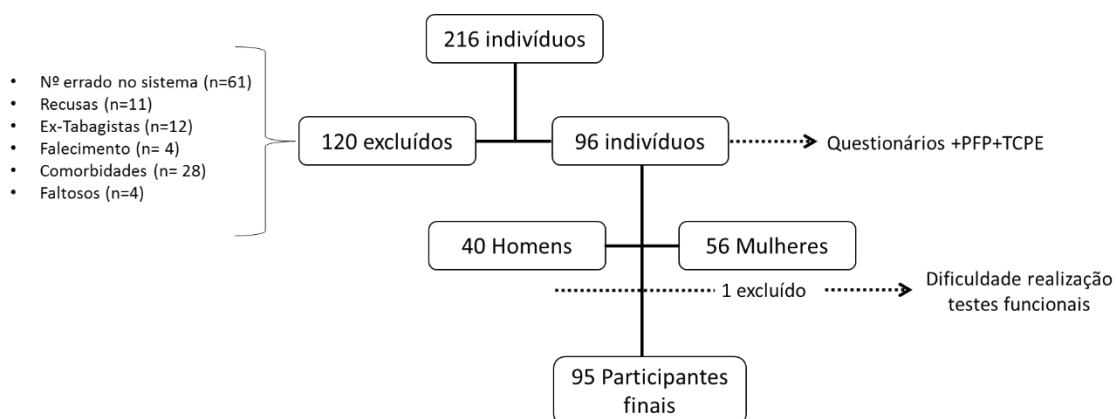 216 indivíduos
• Nº errado no sistema (n=61)
• Recusas (n=11)
• Ex-Tabagistas (n=12)
• Falecimento (n= 4)
• Comorbidades (n= 28)
• Faltosos (n=4)
120 excluídos
96 indivíduos
Questionários +PFP+TCPE
40 Homens
56 Mulheres
1 excluído
Dificuldade realização
testes funcionais
95 Participantes
finais